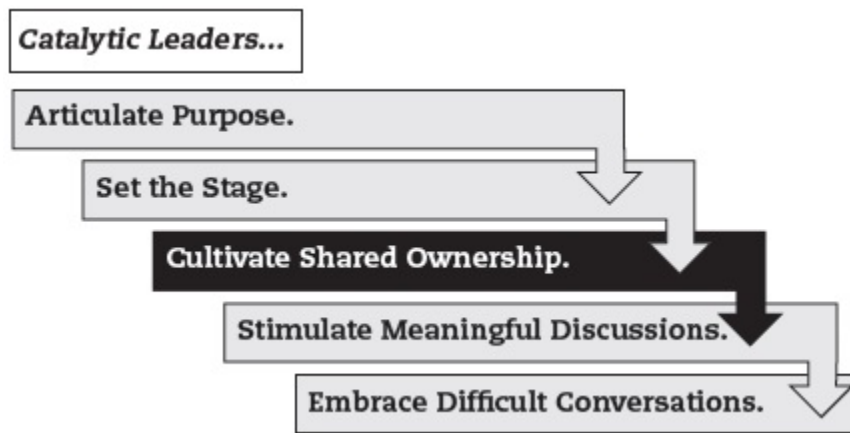 Catalytic Leaders...
Articulate Purpose.
Set the Stage.
Cultivate Shared Ownership.
Stimulate Meaningful Discussions.
Embrace Difficult Conversations.